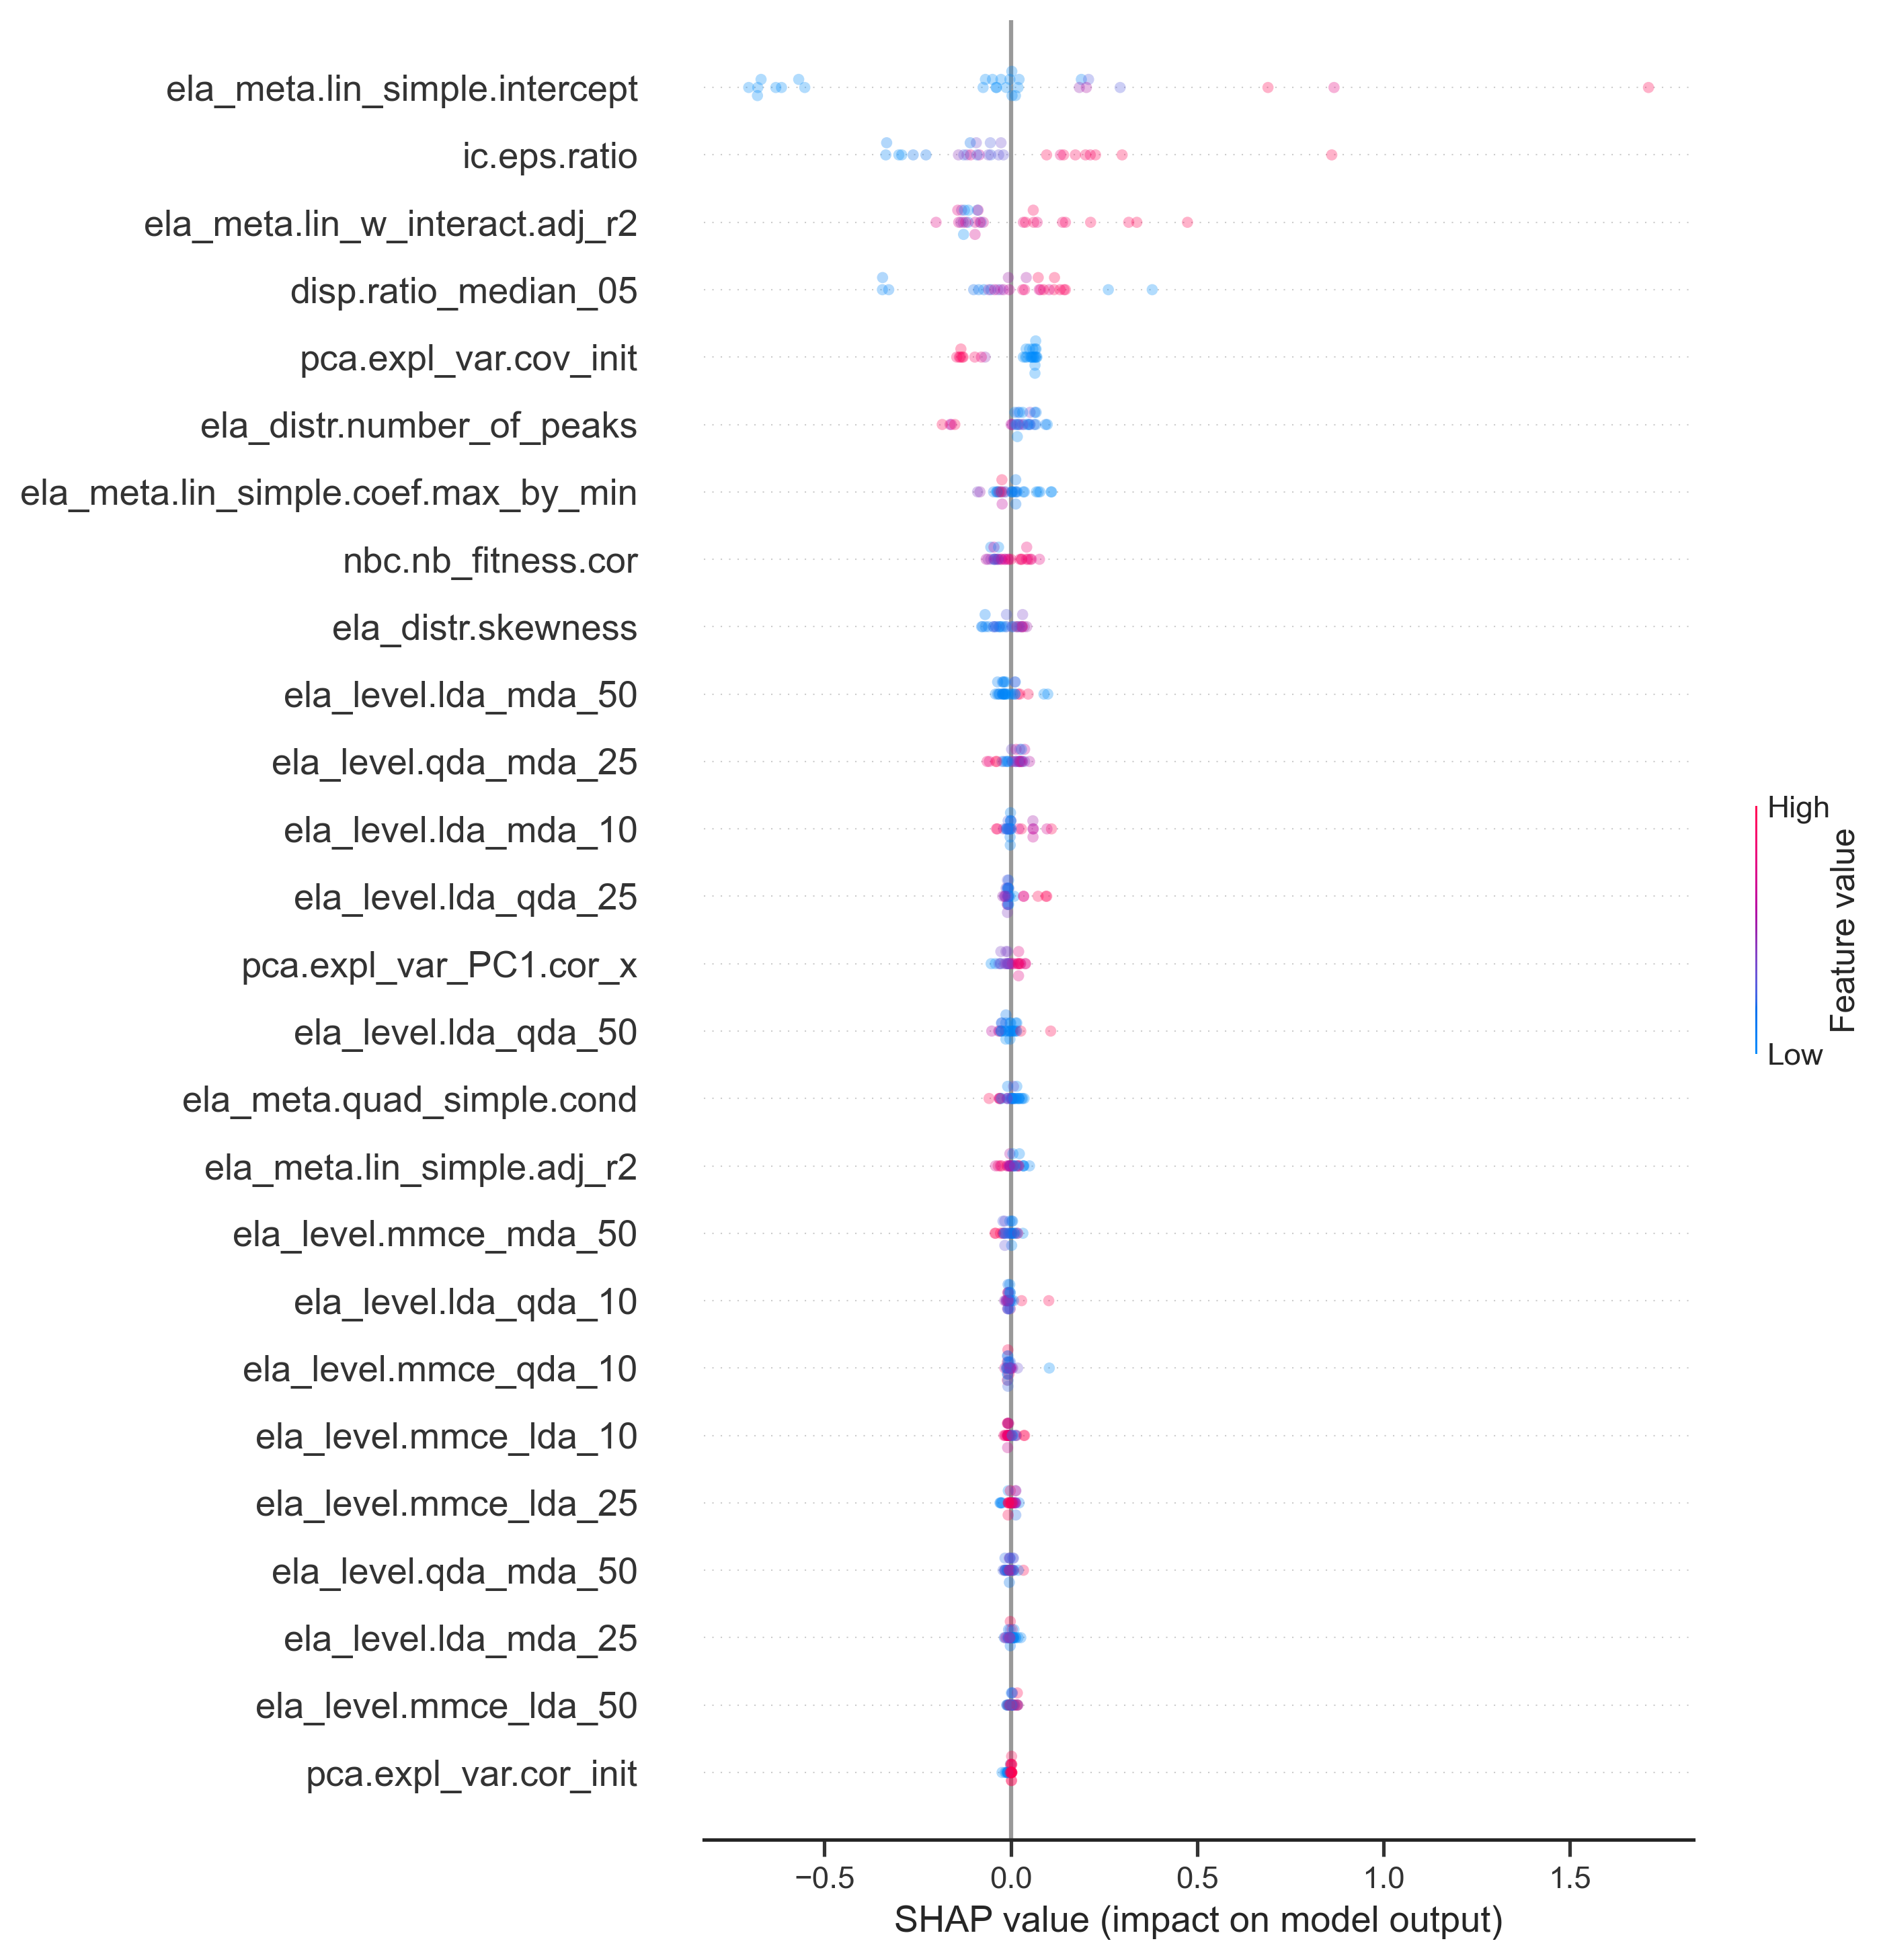 ela_meta.lin_simple.intercept
ic.eps.ratio
ela_meta.lin_w_interact.adj_r2
disp.ratio_median_05
pca.expl_var.cov_init
ela_distr.number_of_peaks
ela_meta.lin_simple.coef.max_by_min
nbc.nb_fitness.cor
ela_distr.skewness
ela_level.lda_mda_50
ela_level.qda_mda_25
ela_level.lda_mda_10
ela_level.lda_qda_25
pca.expl_var_PC1.cor_x
ela_level.lda_qda_50
ela_meta.quad_simple.cond
ela_meta.lin_simple.adj_r2
ela_level.mmce_mda_50
ela_level.lda_qda_10
ela_level.mmce_qda_10
ela_level.mmce_lda_10
ela_level.mmce_lda_25
ela_level.qda_mda_50
ela_level.lda_mda_25
ela_level.mmce_lda_50
pca.expl_var.cor_init
−0.5 0.0 0.5 1.0 1.5
SHAP value (impact on model output)
High
Feature value
Low